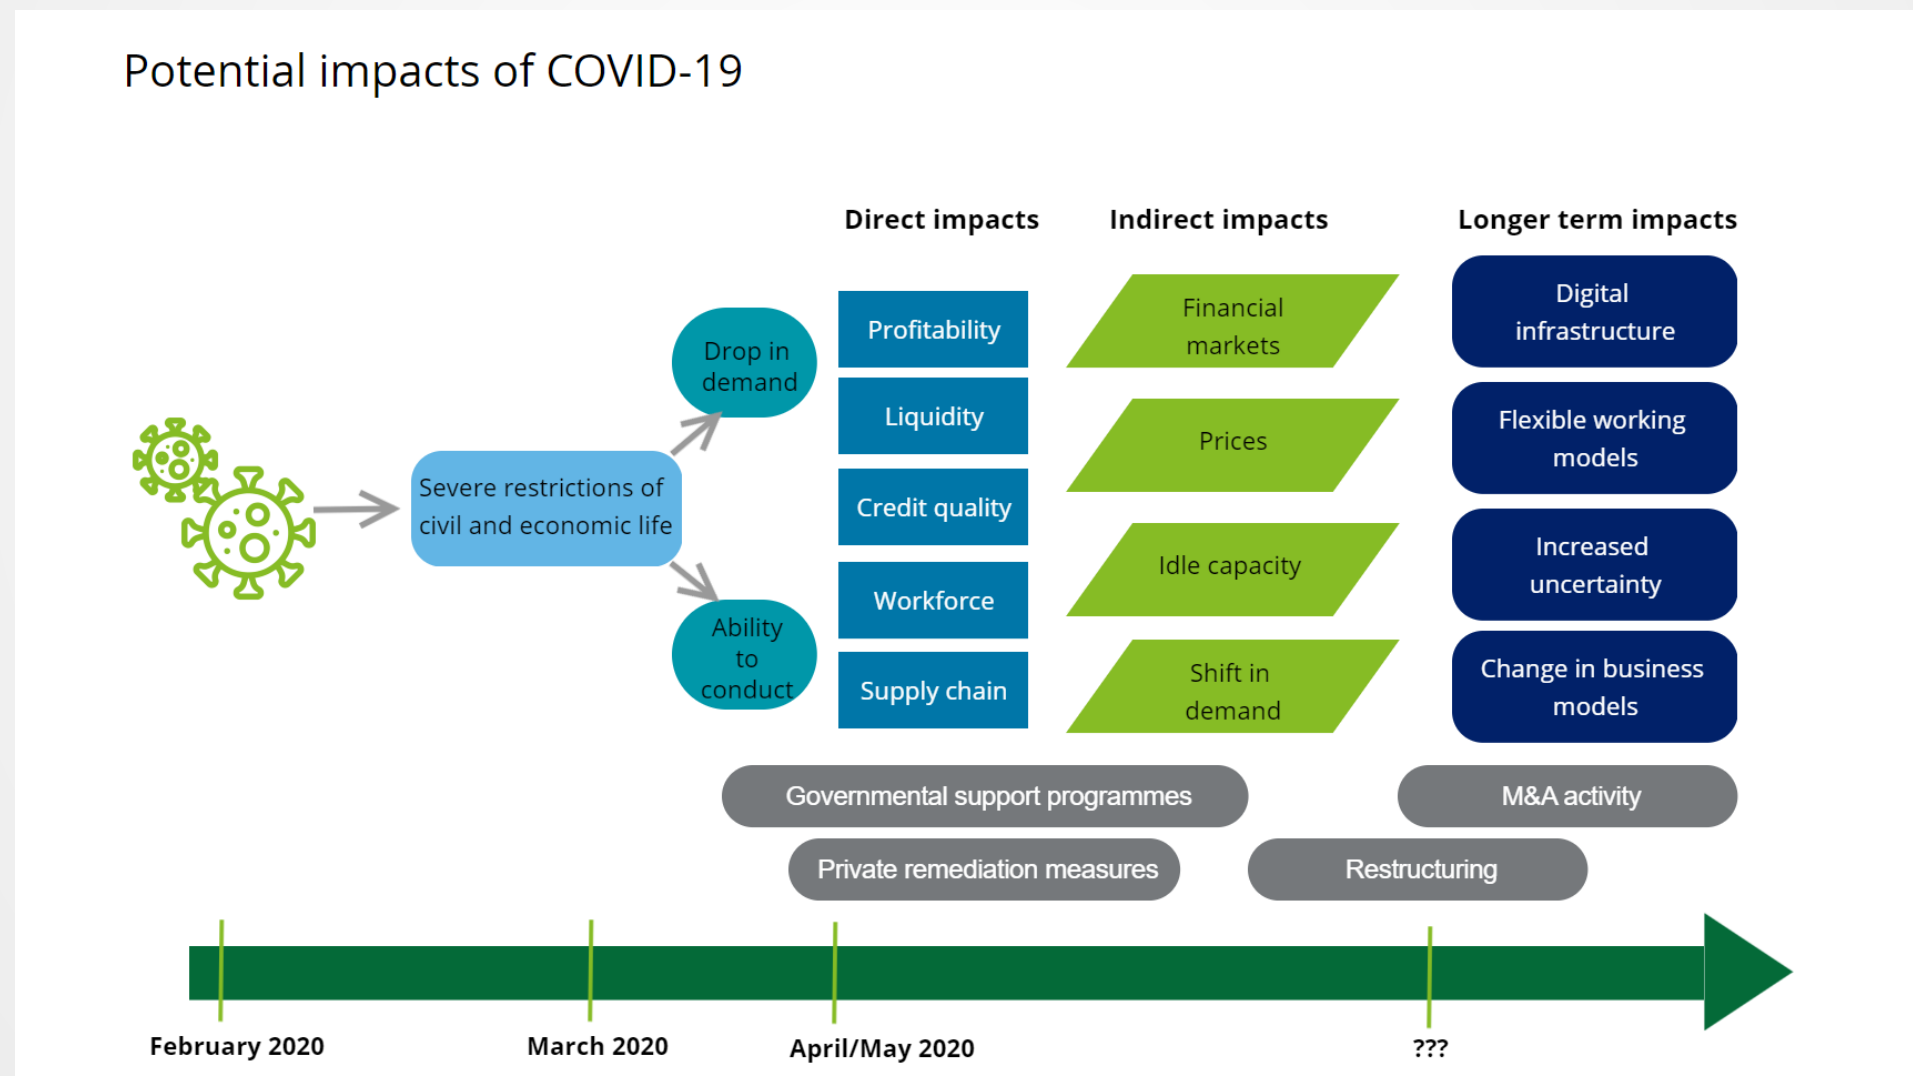 Potential impacts of COVID-19
Direct impacts
Indirect impacts
Longer term impacts
Severe restrictions of
civil and economic life
Drop in
demand
Ability
to
conduct
Profitability
Liquidity
Credit quality
Workforce
Supply chain
Financial
markets
Prices
Idle capacity
Shift in
demand
Digital
infrastructure
Flexible working
models
Increased
uncertainty
Change in business
models
Governmental support programmes
M&A activity
Private remediation measures
Restructuring
February 2020
March 2020
April/May 2020
???